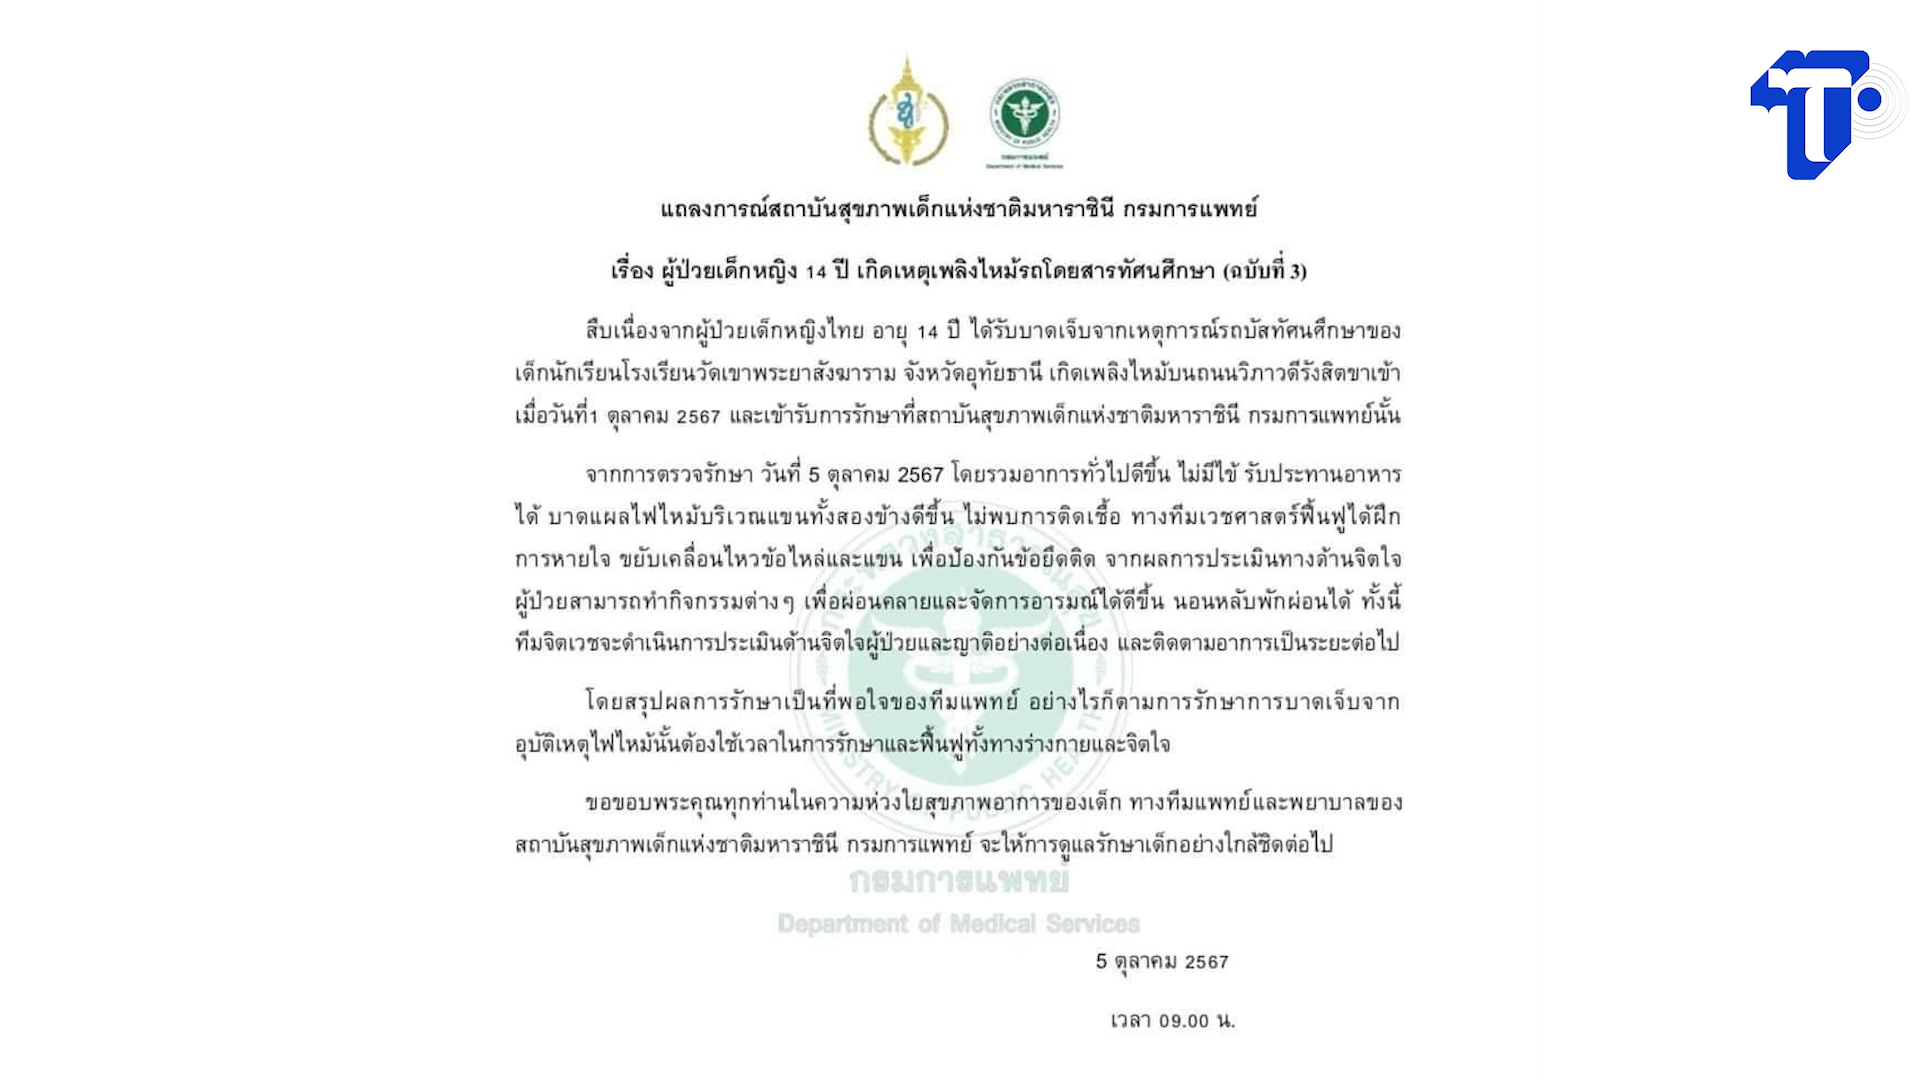 กรมการแพทย์
Department of Medical Services
แถลงการณ์สถาบันสุขภาพเด็กแห่งชาติมหาราชินี กรมการแพทย์
เรื่อง ผู้ป่วยเด็กหญิง 14 ปี เกิดเหตุเพลิงไหม้รถโดยสารทัศนศึกษา (ฉบับที่ 3)
สืบเนื่องจากผู้ป่วยเด็กหญิงไทย อายุ 14 ปี ได้รับบาดเจ็บจากเหตุการณ์รถบัสทัศนศึกษาของ
เด็กนักเรียนโรงเรียนวัดเขาพระยาสังฆาราม จังหวัดอุทัยธานี เกิดเพลิงไหม้บนถนนวิภาวดีรังสิตขาเข้า
เมื่อวันที่1 ตุลาคม 2567 และเข้ารับการรักษาที่สถาบันสุขภาพเด็กแห่งชาติมหาราชินี กรมการแพทย์นั้น
จากการตรวจรักษา วันที่ 5 ตุลาคม 2567 โดยรวมอาการทั่วไปดีขึ้น ไม่มีไข้ รับประทานอาหาร
ได้ บาดแผลไฟไหม้บริเวณแขนทั้งสองข้างดีขึ้น ไม่พบการติดเชื้อ ทางทีมเวชศาสตร์ฟื้นฟูได้ฝึก
การหายใจ ขยับเคลื่อนไหวข้อไหล่และแขน เพื่อป้องกันข้อยึดติด จากผลการประเมินทางด้านจิตใจ
ผู้ป่วยสามารถทำกิจกรรมต่างๆ เพื่อผ่อนคลายและจัดการอารมณ์ได้ดีขึ้น นอนหลับพักผ่อนได้ ทั้งนี้
ทีมจิตเวชจะดำเนินการประเมินด้านจิตใจผู้ป่วยและญาติอย่างต่อเนื่อง และติดตามอาการเป็นระยะต่อไป
โดยสรุปผลการรักษาเป็นที่พอใจของทีมแพทย์ อย่างไรก็ตามการรักษาการบาดเจ็บจาก
อุบัติเหตุไฟไหม้นั้นต้องใช้เวลาในการรักษาและฟื้นฟูทั้งทางร่างกายและจิตใจ
ขอขอบพระคุณทุกท่านในความห่วงใยสุขภาพอาการของเด็ก ทางทีมแพทย์และพยาบาลของ
สถาบันสุขภาพเด็กแห่งชาติมหาราชินี กรมการแพทย์ จะให้การดูแลรักษาเด็กอย่างใกล้ชิดต่อไป
กระทรวงสาธารณสุข
MINISTRY OF PUBLIC HEALTH
กรมการแพทย์
Department of Medical Services
5 ตุลาคม 2567
เวลา 09.00 น.